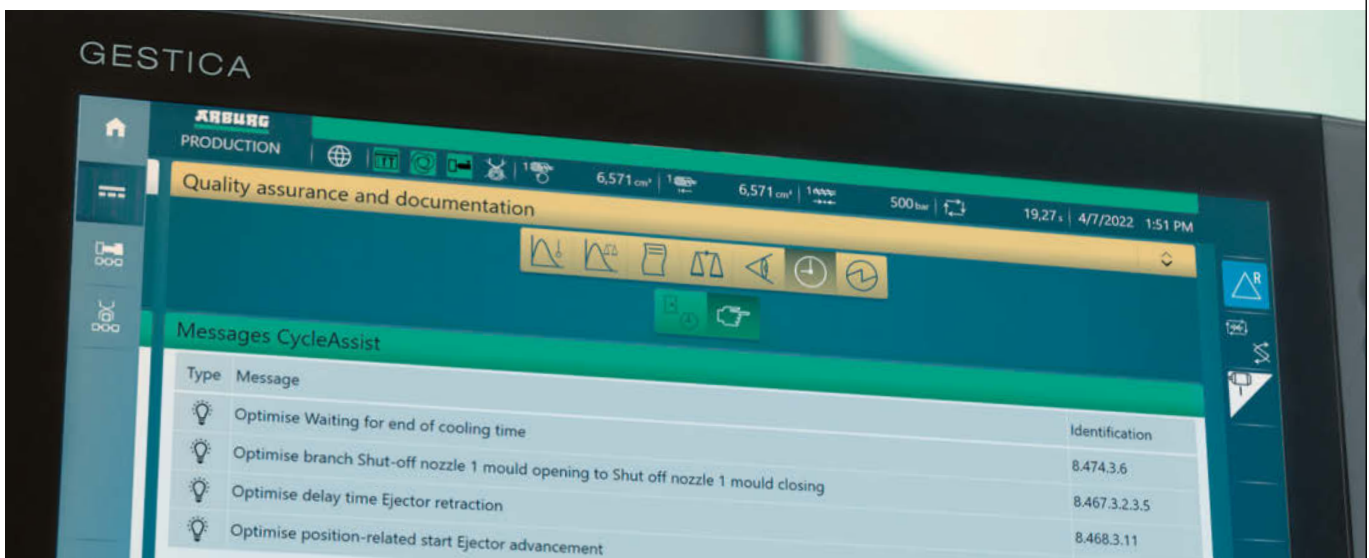 GESTICA
ARBURG
PRODUCTION 1 6,571 cm³ 1 6,571 cm³ 1 500 bar 19,27 s 4/7/2022 1:51 PM
Quality assurance and documentation
R
Messages CycleAssist
Type Message Identification
Optimise Waiting for end of cooling time 8.474.3.6
Optimise branch Shut-off nozzle 1 mould opening to Shut off nozzle 1 mould closing 8.467.3.2.3.5
Optimise delay time Ejector retraction 8.468.3.11
Optimise position-related start Ejector advancement